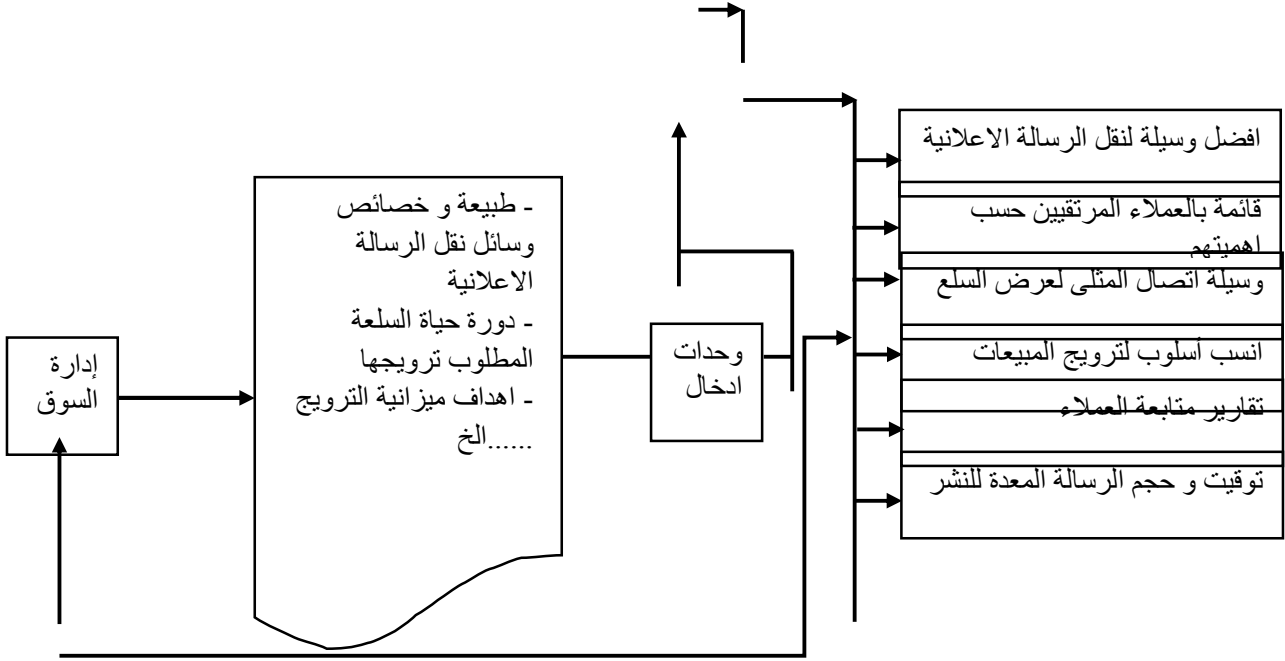 افضل وسيلة لنقل الرسالة الاعلانية
قائمة بالعملاء المرتقيين حسب
اهميتهم
وسيلة اتصال المثلى لعرض السلع
انسب أسلوب لترويج المبيعات
تقارير متابعة العملاء
توقيت و حجم الرسالة المعدة للنشر
وحدات
ادخال
- طبيعة و خصائص
وسائل نقل الرسالة
الاعلانية
- دورة حياة السلعة
المطلوب ترويجها
- اهداف ميزانية الترويج
......الخ
إدارة
السوق